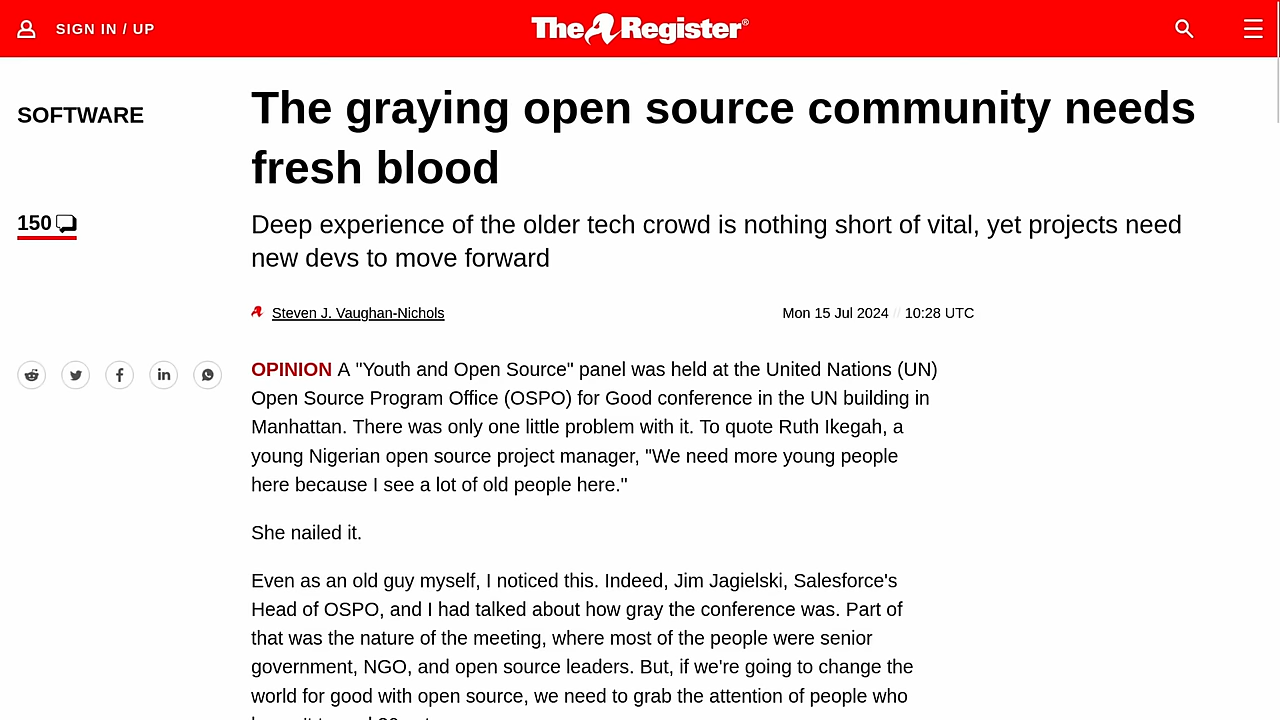 SIGN IN / UP
The Register®
SOFTWARE
The graying open source community needs
fresh blood
150
Deep experience of the older tech crowd is nothing short of vital, yet projects need
new devs to move forward
Steven J. Vaughan-Nichols
Mon 15 Jul 2024 // 10:28 UTC
OPINION A "Youth and Open Source" panel was held at the United Nations (UN)
Open Source Program Office (OSPO) for Good conference in the UN building in
Manhattan. There was only one little problem with it. To quote Ruth Ikegah, a
young Nigerian open source project manager, "We need more young people
here because I see a lot of old people here."
She nailed it.
Even as an old guy myself, I noticed this. Indeed, Jim Jagielski, Salesforce's
Head of OSPO, and I had talked about how gray the conference was. Part of
that was the nature of the meeting, where most of the people were senior
government, NGO, and open source leaders. But, if we're going to change the
world for good with open source, we need to grab the attention of people who